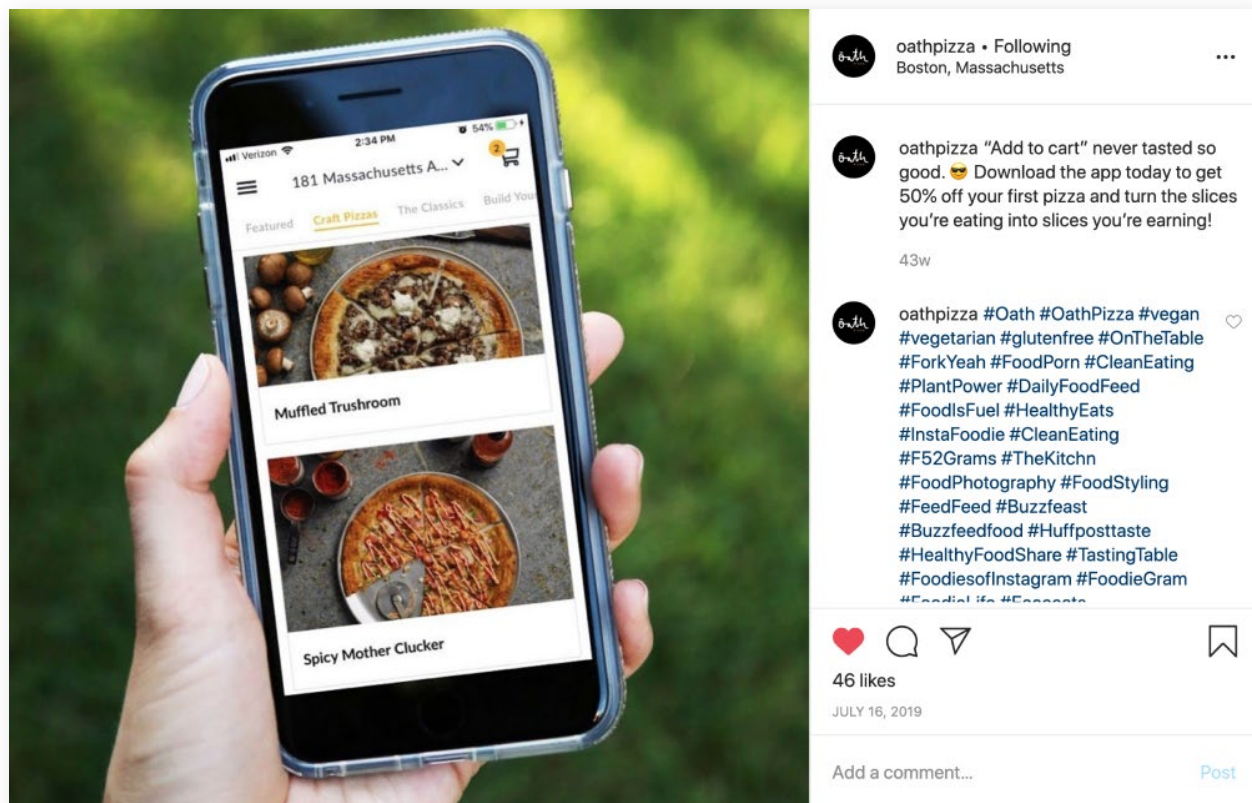 Verizon 2:34 PM 54%
181 Massachusetts A... 2
Featured Craft Pizzas The Classics Build You
Muffled Trushroom
Spicy Mother Clucker
ōath
oathpizza • Following
Boston, Massachusetts
ōath
oathpizza “Add to cart” never tasted so
good. 😎 Download the app today to get
50% off your first pizza and turn the slices
you’re eating into slices you’re earning!
43w
ōath
oathpizza #Oath #OathPizza #vegan
#vegetarian #glutenfree #OnTheTable
#ForkYeah #FoodPorn #CleanEating
#PlantPower #DailyFoodFeed
#FoodIsFuel #HealthyEats
#InstaFoodie #CleanEating
#F52Grams #TheKitchn
#FoodPhotography #FoodStyling
#FeedFeed #Buzzfeast
#Buzzfeedfood #Huffposttaste
#HealthyFoodShare #TastingTable
#FoodiesofInstagram #FoodieGram
46 likes
JULY 16, 2019
Add a comment... Post